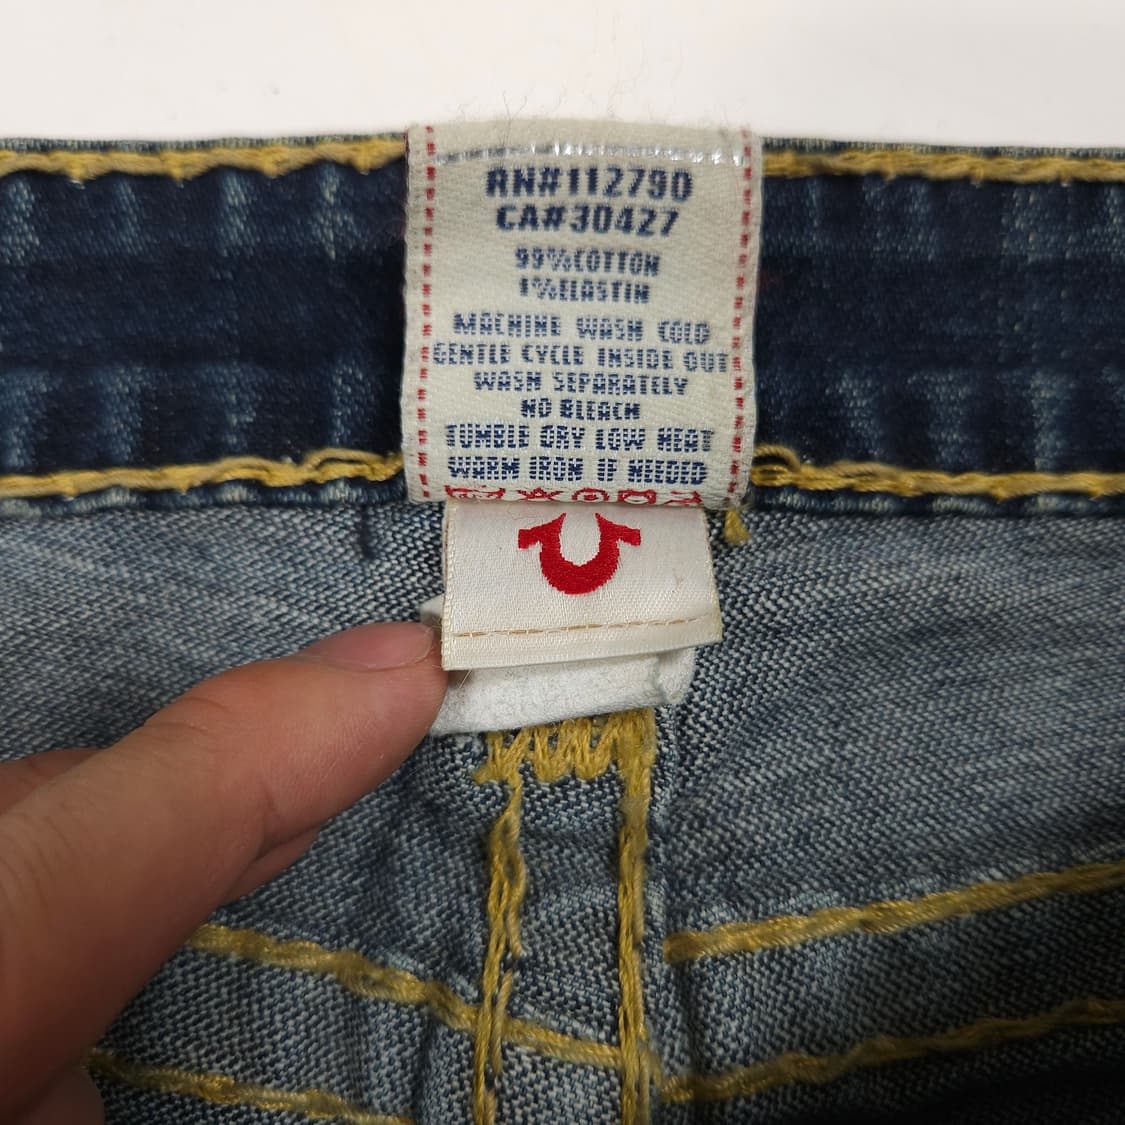 RN#112790
CA#30427
99%COTTON
1%ELASTIN
MACHINE WASH COLD
GENTLE CYCLE INSIDE OUT
WASH SEPARATELY
NO BLEACH
TUMBLE DRY LOW HEAT
WARM IRON IF NEEDED